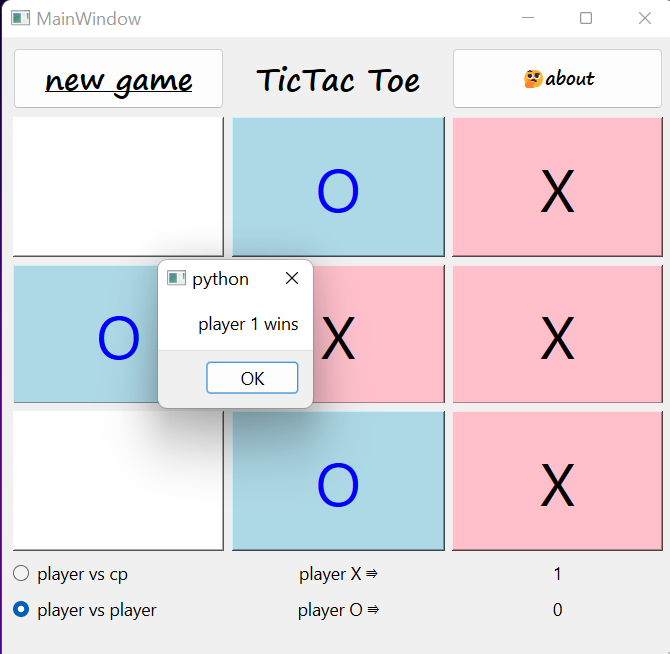 MainWindow
new game TicTac Toe about
O X
python
player 1 wins
O X X
OK
O X
player vs cp player X ⇛ 1
player vs player player O ⇛ 0